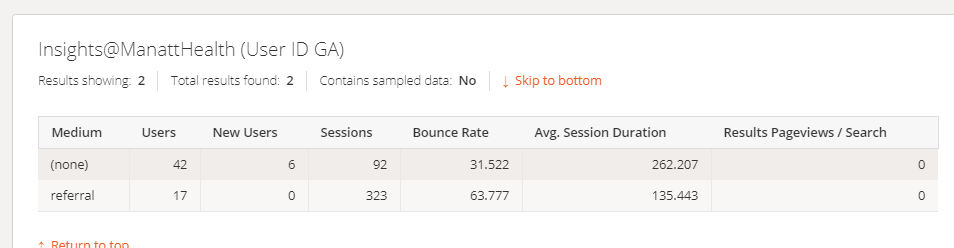 Insights@ManattHealth (User ID GA)
Results showing: 2 Total results found: 2 Contains sampled data: No ↓ Skip to bottom
Medium Users New Users Sessions Bounce Rate Avg. Session Duration Results Pageviews / Search
(none) 42 6 92 31.522 262.207 0
referral 17 0 323 63.777 135.443 0
↑ Return to top